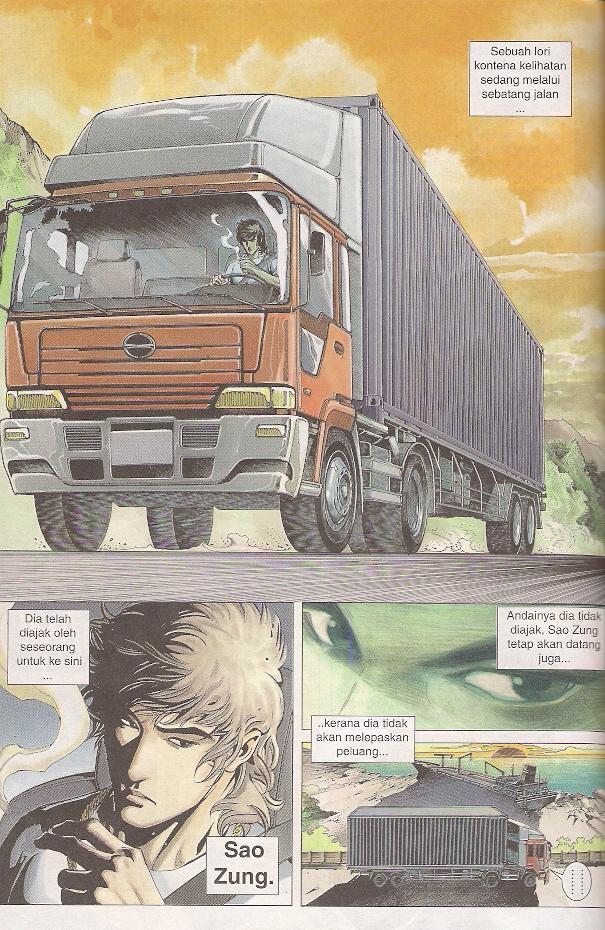 Sebuah lori
kontena kelihatan
sedang melalui
sebatang jalan
...
Dia telah
diajak oleh
seseorang
untuk ke sini
...
Sao
Zung.
Andainya dia tidak
diajak, Sao Zung
tetap akan datang
juga...
..kerana dia tidak
akan melepaskan
peluang...